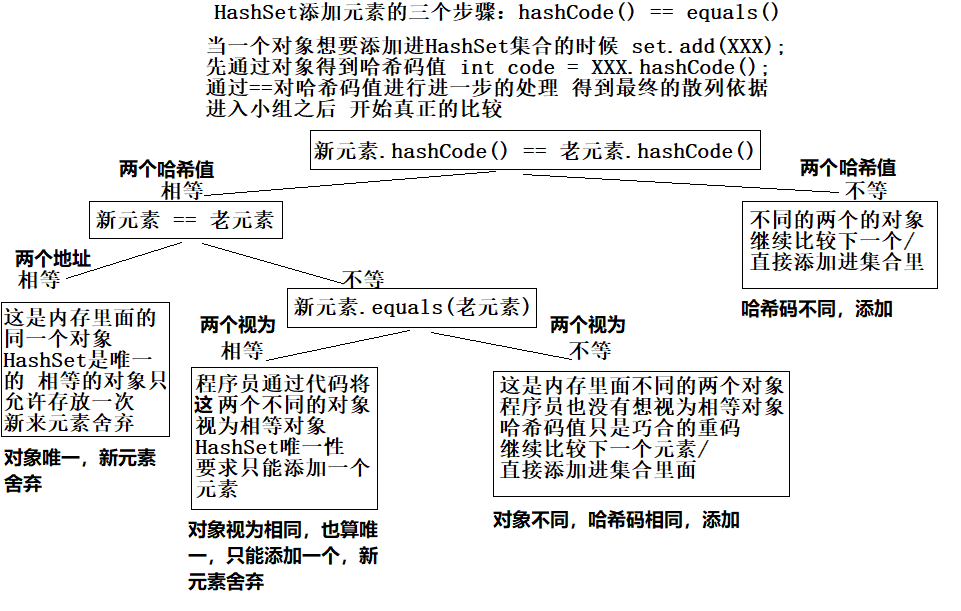 HashSet添加元素的三个步骤：hashCode() == equals()
当一个对象想要添加进HashSet集合的时候 set.add(XXX);
先通过对象得到哈希码值 int code = XXX.hashCode();
通过==对哈希码值进行进一步的处理 得到最终的散列依据
进入小组之后 开始真正的比较
新元素.hashCode() == 老元素.hashCode()
两个哈希值
相等
两个哈希值
不等
新元素 == 老元素
不同的两个的对象
继续比较下一个/
直接添加进集合里
哈希码不同，添加
两个地址
相等
不等
新元素.equals(老元素)
这是内存里面的
同一个对象
HashSet是唯一
的 相等的对象只
允许存放一次
新来元素舍弃
对象唯一，新元素
舍弃
两个视为
相等
两个视为
不等
程序员通过代码将
这两个不同的对象
视为相等对象
HashSet唯一性
要求只能添加一个
元素
对象视为相同，也算唯
一，只能添加一个，新
元素舍弃
这是内存里面不同的两个对象
程序员也没有想视为相等对象
哈希码值只是巧合的重码
继续比较下一个元素/
直接添加进集合里面
对象不同，哈希码相同，添加